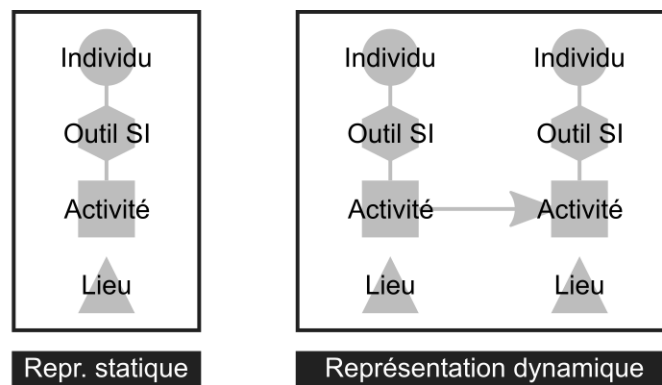 Individu
Outil SI
Activité
Lieu
Repr. statique
Individu Individu
Outil SI Outil SI
Activité Activité
Lieu Lieu
Représentation dynamique